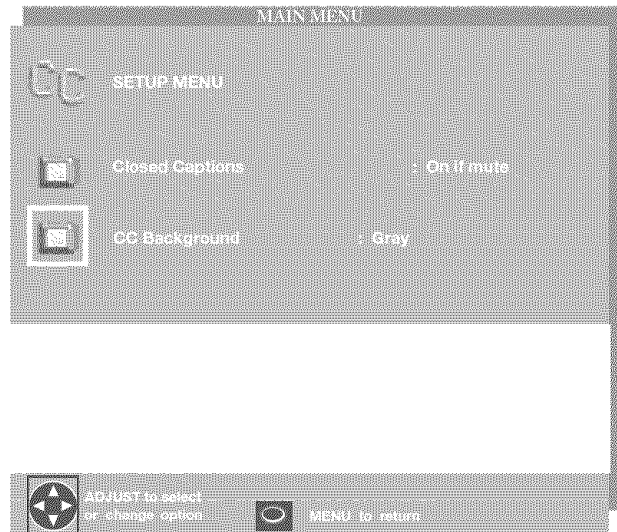 MAIN MENU
CC SETUP MENU
Closed Captions : On if mute
CC Background : Gray
ADJUST to select
or change option
MENU to return